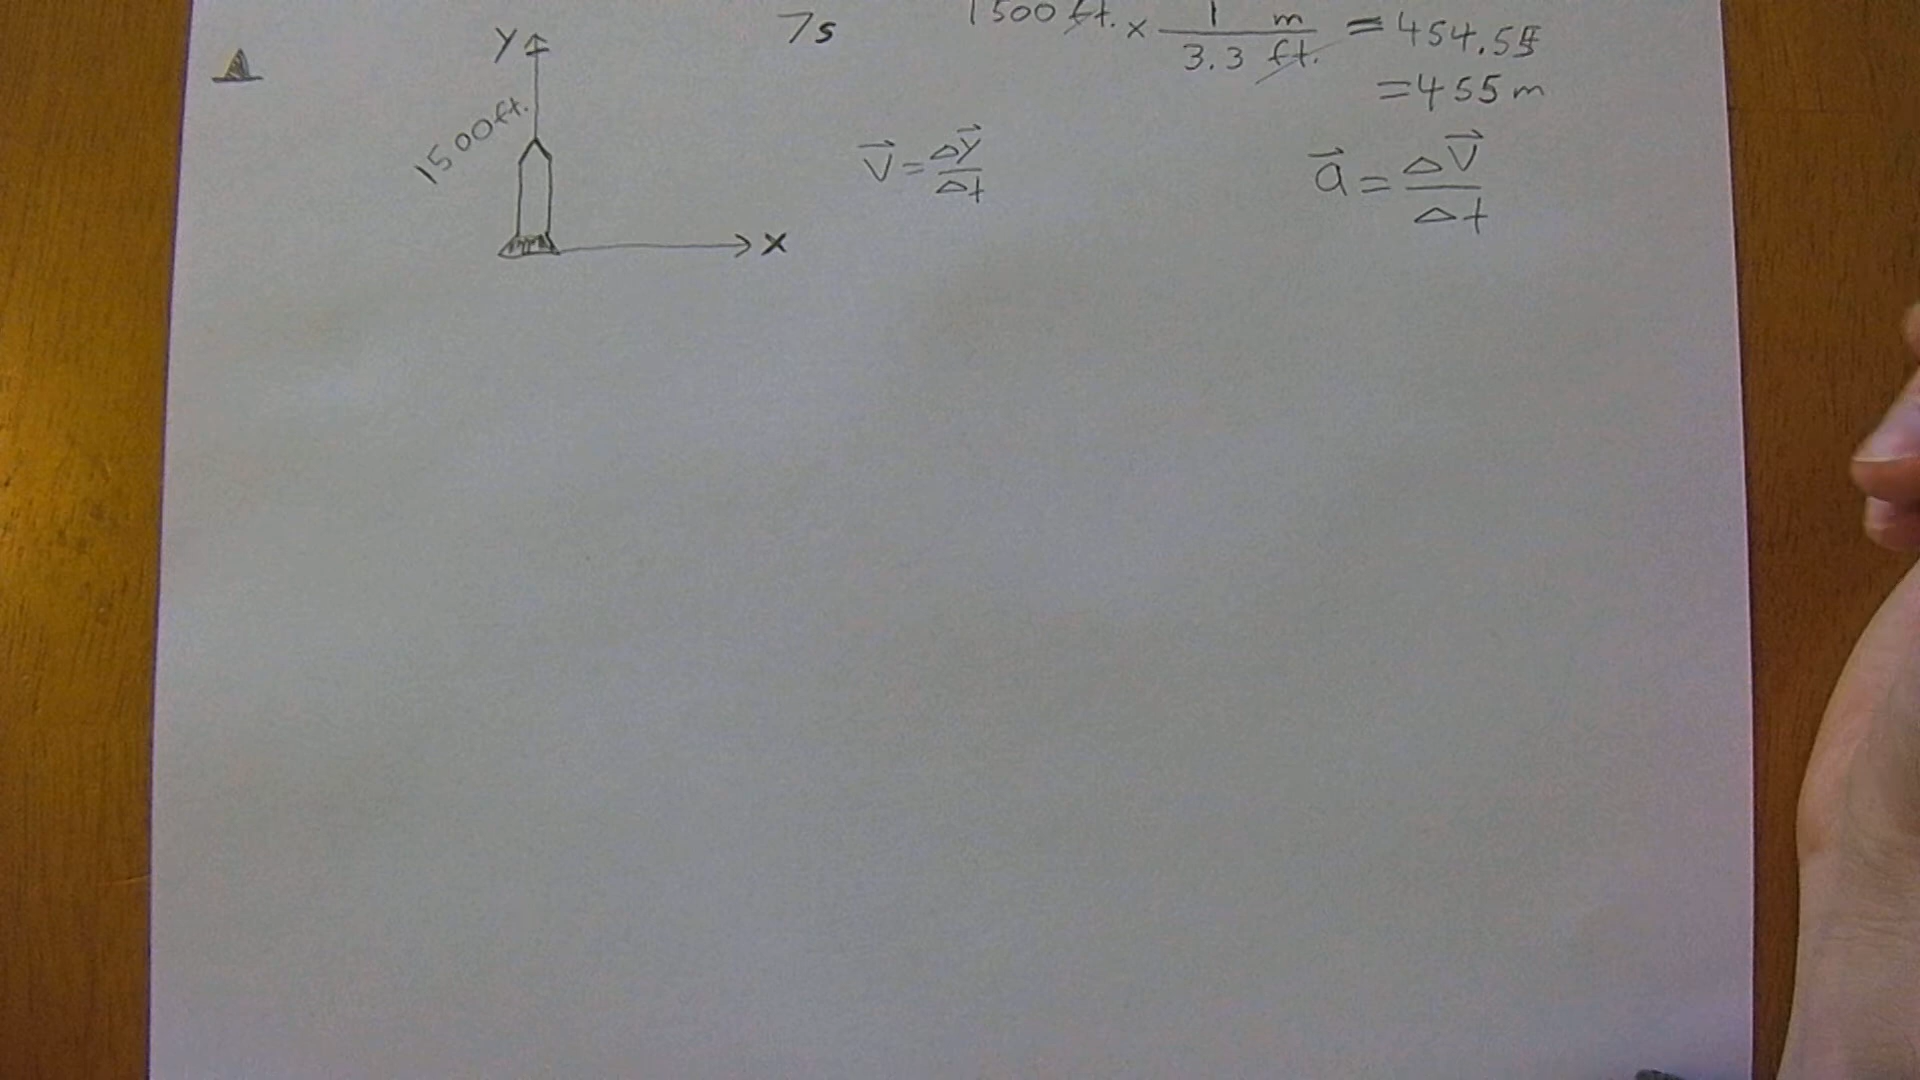 Y
1500ft.
X
7s
1500 ft. × 1 m / 3.3 ft. = 454.55
= 455 m
v⃗ = Δy⃗ / Δt
a⃗ = Δv⃗ / Δt